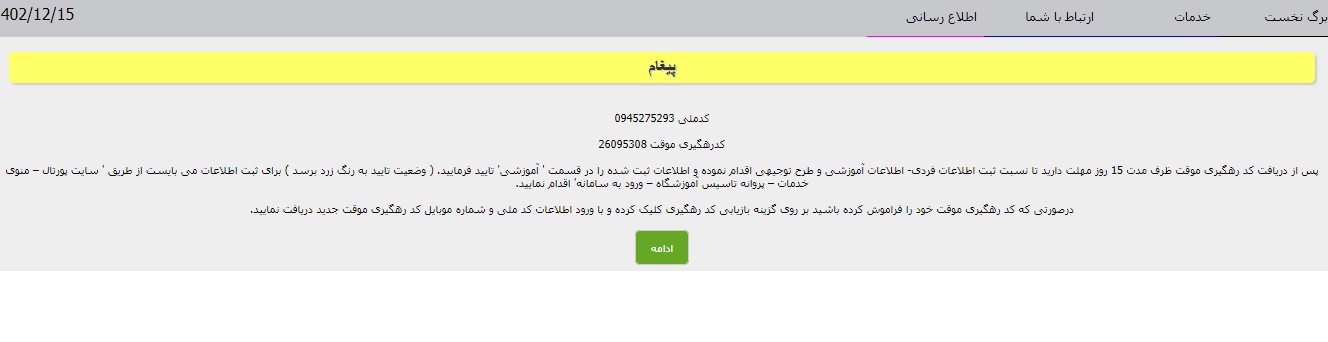 برگ نخست
خدمات
ارتباط با شما
اطلاع رسانی
402/12/15
پیغام
کدملی 0945275293
کدرهگیری موقت 26095308
پس از دریافت کد رهگیری موقت ظرف مدت 15 روز مهلت دارید تا نسبت ثبت اطلاعات فردی- اطلاعات آموزشی و طرح توجیهی اقدام نموده و اطلاعات ثبت شده را در قسمت ' آموزشی' تایید فرمایید. ( وضعیت تایید به رنگ زرد برسد ) برای ثبت اطلاعات می بایست از طریق ' سایت پورتال – منوی
خدمات – پروانه تاسیس آموزشگاه – ورود به سامانه' اقدام نمایید.
درصورتی که کد رهگیری موقت خود را فراموش کرده باشید بر روی گزینه بازیابی کد رهگیری کلیک کرده و با ورود اطلاعات کد ملی و شماره موبایل کد رهگیری موقت جدید دریافت نمایید.
ادامه